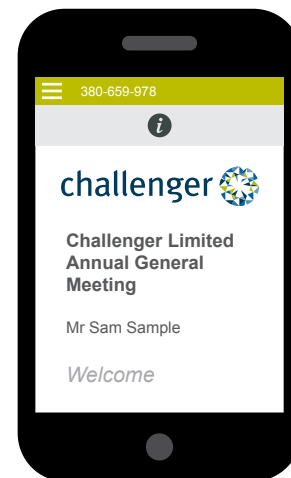 380-659-978
i
challenger
Challenger Limited
Annual General
Meeting
Mr Sam Sample
Welcome